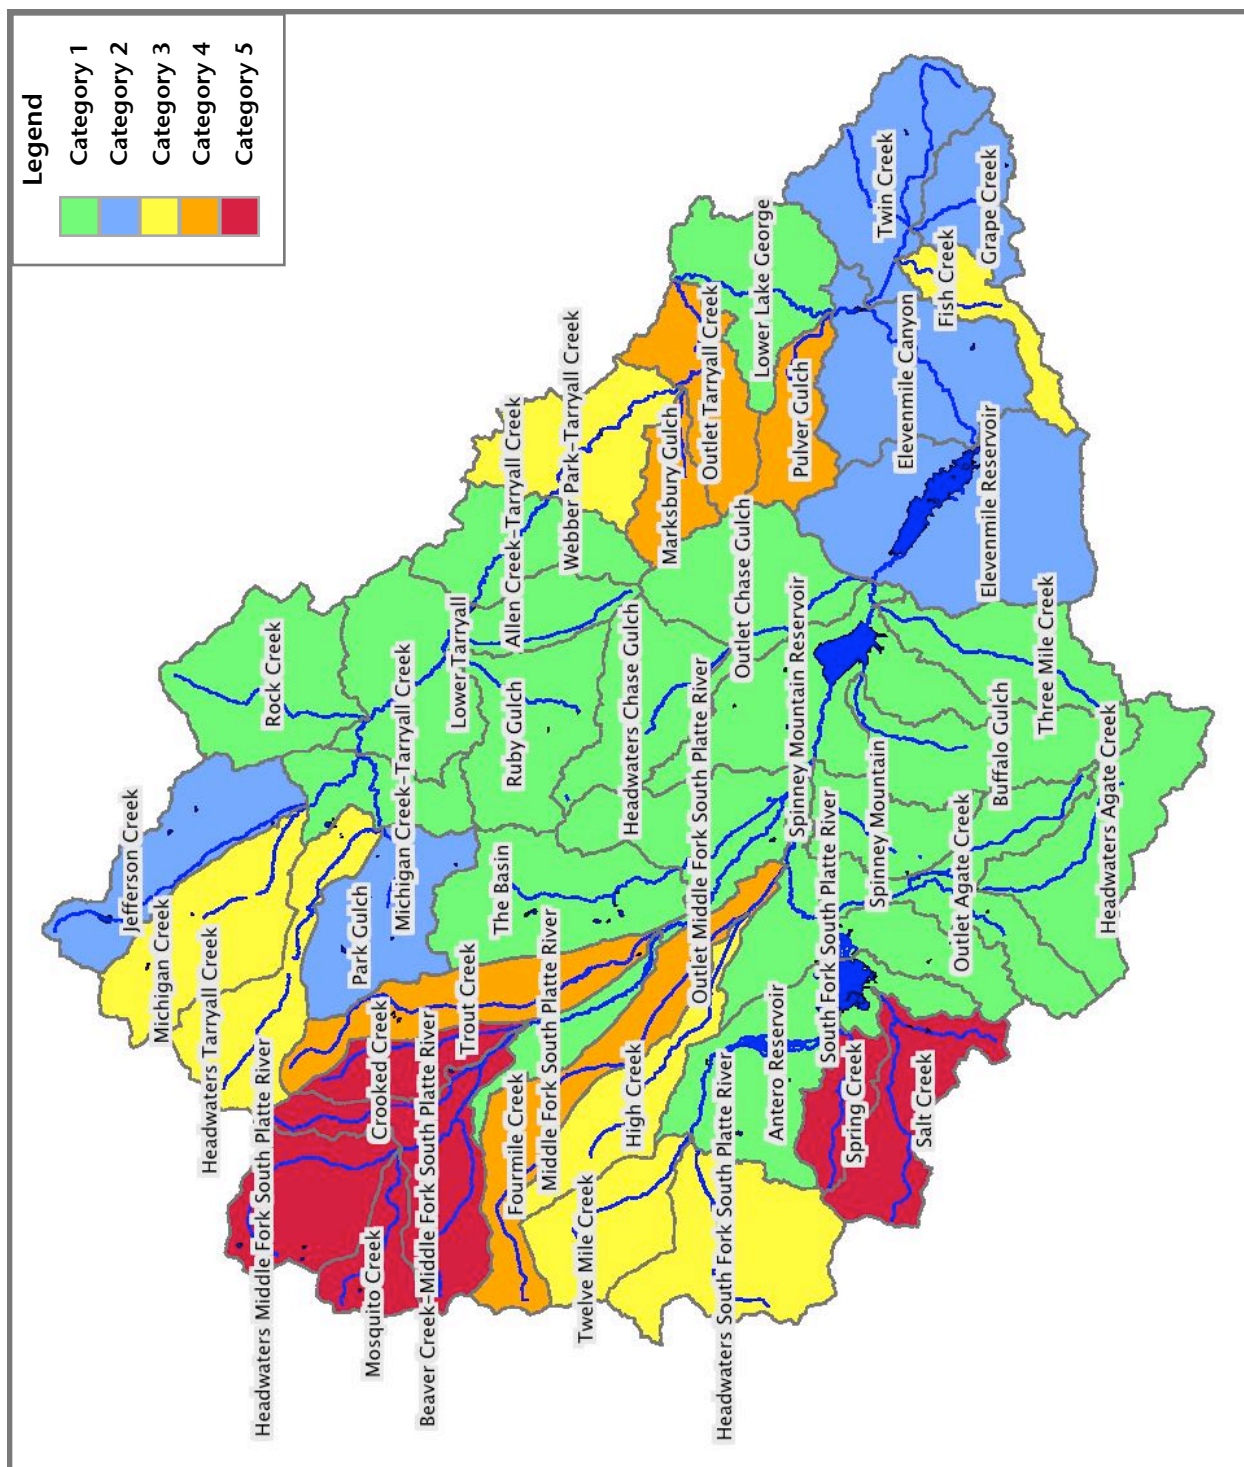 Legend
Category 1
Category 2
Category 3
Category 4
Category 5
Jefferson Creek
Michigan Creek
Headwaters Tarryall Creek
Headwaters Middle Fork South Platte River
Rock Creek
Park Gulch
Michigan Creek–Tarryall Creek
Crooked Creek
Mosquito Creek
Beaver Creek–Middle Fork South Platte River
Lower Tarryall
Trout Creek
The Basin
Ruby Gulch
Allen Creek–Tarryall Creek
Fourmile Creek
Middle Fork South Platte River
Webber Park–Tarryall Creek
Twelve Mile Creek
High Creek
Headwaters Chase Gulch
Marksbury Gulch
Outlet Tarryall Creek
Outlet Middle Fork South Platte River
Headwaters South Fork South Platte River
Outlet Chase Gulch
Lower Lake George
Antero Reservoir
Spinney Mountain Reservoir
Pulver Gulch
South Fork South Platte River
Spring Creek
Spinney Mountain
Twin Creek
Elevenmile Canyon
Salt Creek
Fish Creek
Outlet Agate Creek
Elevenmile Reservoir
Grape Creek
Buffalo Gulch
Three Mile Creek
Headwaters Agate Creek